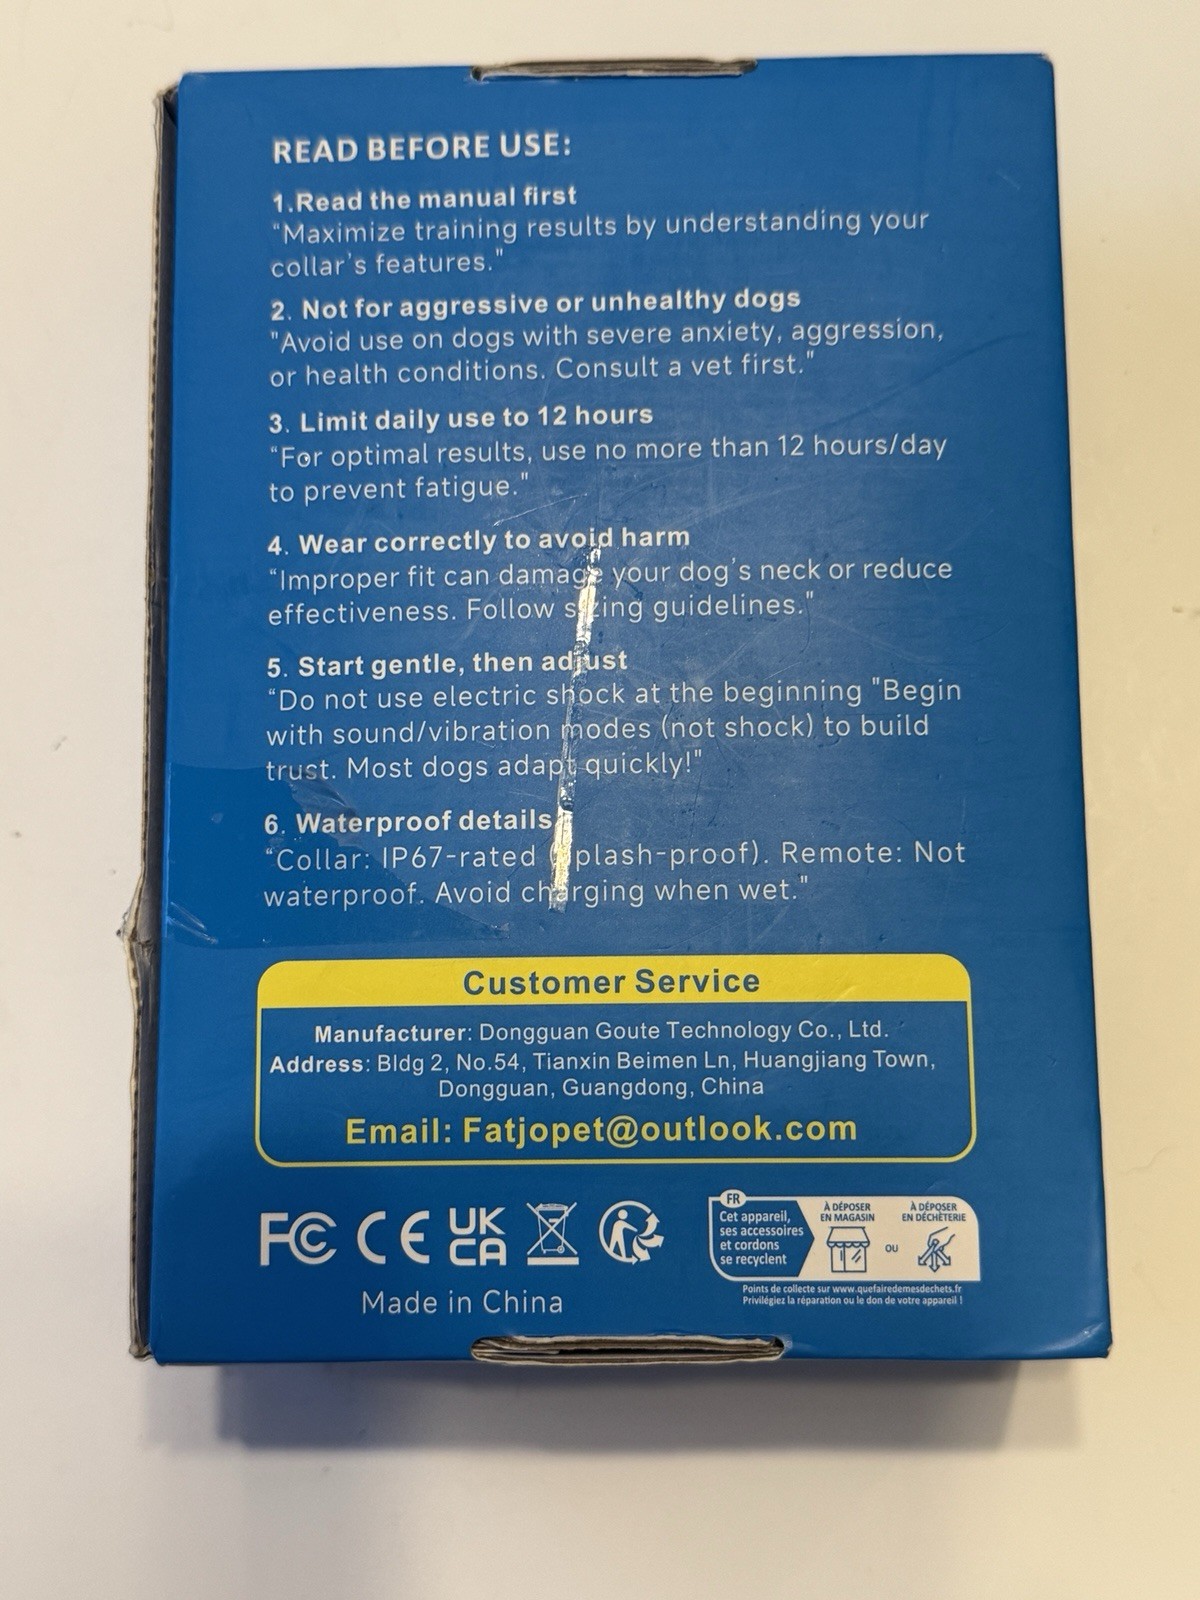 READ BEFORE USE:
1.Read the manual first
"Maximize training results by understanding your
collar's features."
2. Not for aggressive or unhealthy dogs
"Avoid use on dogs with severe anxiety, aggression,
or health conditions. Consult a vet first."
3. Limit daily use to 12 hours
"For optimal results, use no more than 12 hours/day
to prevent fatigue."
4. Wear correctly to avoid harm
"Improper fit can damage your dog's neck or reduce
effectiveness. Follow sizing guidelines."
5. Start gentle, then adjust
"Do not use electric shock at the beginning "Begin
with sound/vibration modes (not shock) to build
trust. Most dogs adapt quickly!"
6. Waterproof details
"Collar: IP67-rated (splash-proof). Remote: Not
waterproof. Avoid charging when wet."
Customer Service
Manufacturer: Dongguan Goute Technology Co., Ltd.
Address: Bldg 2, No.54, Tianxin Beimen Ln, Huangjiang Town,
Dongguan, Guangdong, China
Email: Fatjopet@outlook.com
FC CE UK
CA
Made in China
FR
Cet appareil,
ses accessoires
et cordons
se recyclent
À DÉPOSER
EN MAGASIN
OU
À DÉPOSER
EN DÉCHÈTERIE
Points de collecte sur www.quefairedemesdechets.fr
Privilégiez la réparation ou le don de votre appareil !